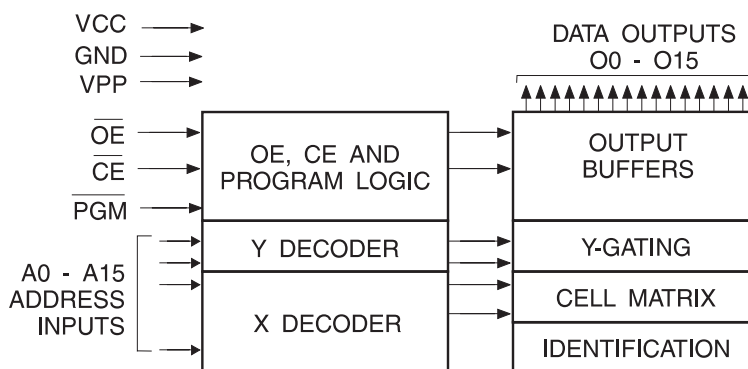 VCC
GND
VPP
OE
CE
PGM
A0 - A15
ADDRESS
INPUTS
OE, CE AND
PROGRAM LOGIC
Y DECODER
X DECODER
DATA OUTPUTS
O0 - O15
OUTPUT
BUFFERS
Y-GATING
CELL MATRIX
IDENTIFICATION